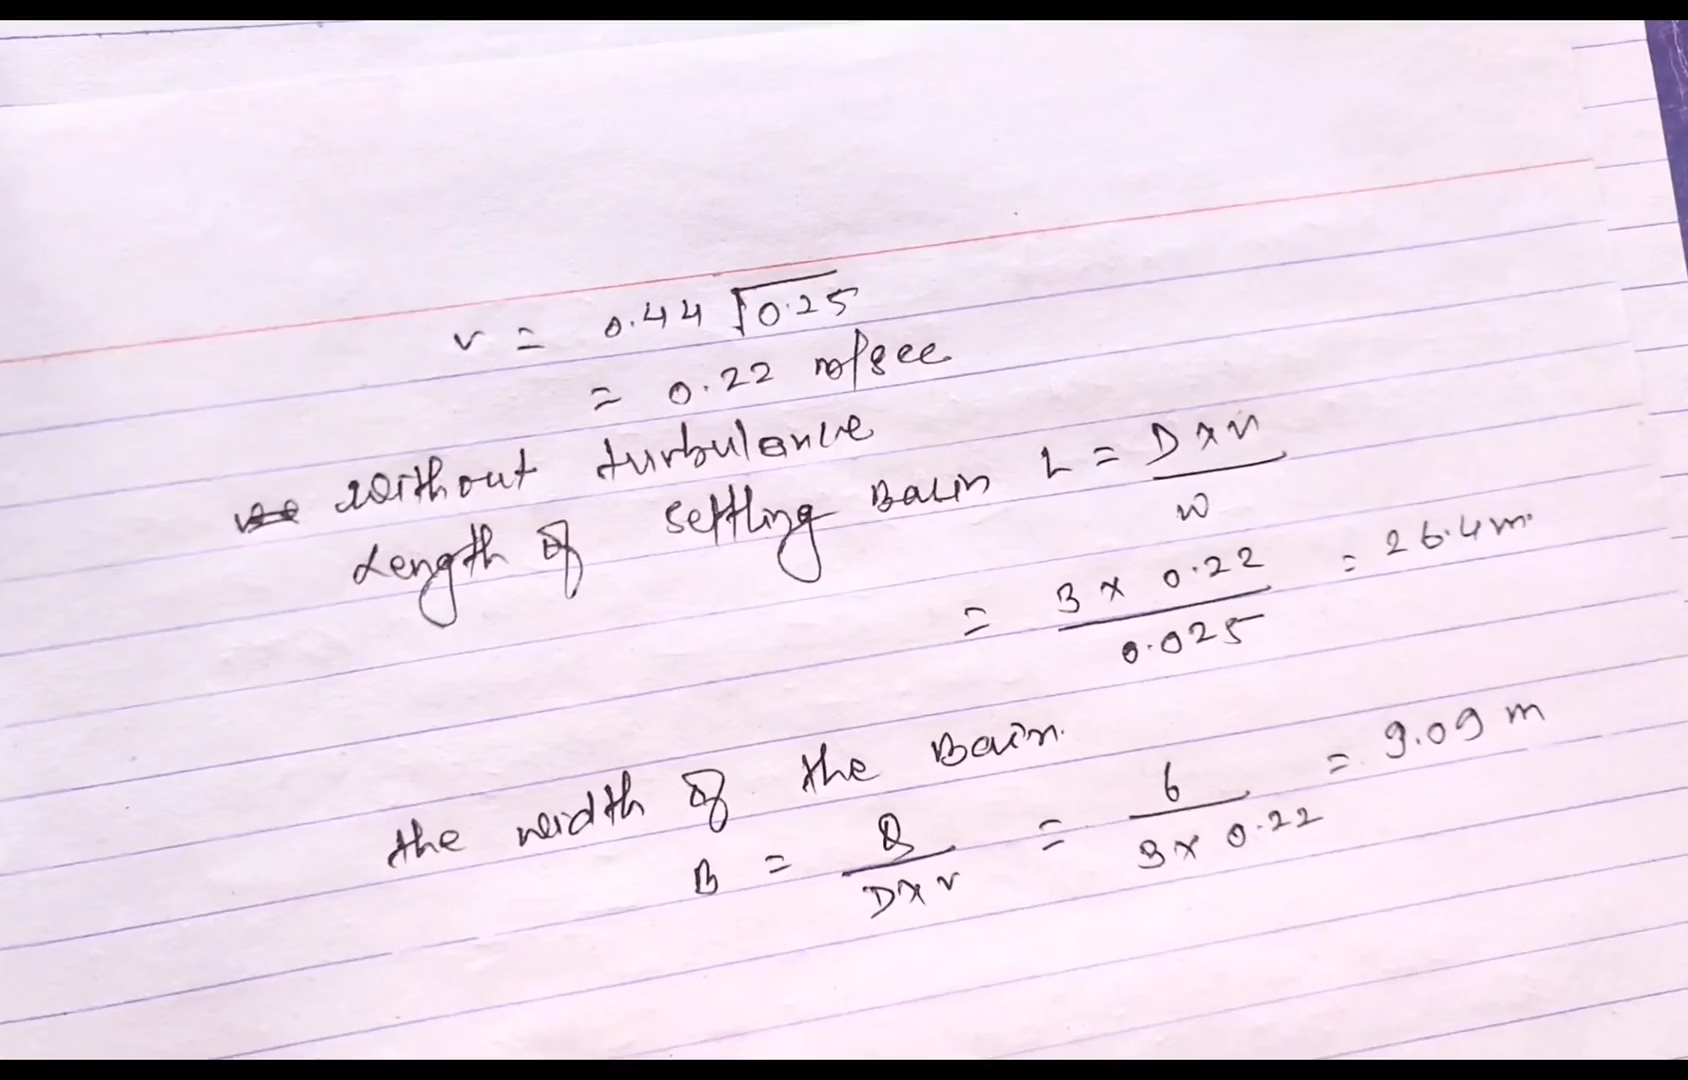 v = 0.44 √0.25
= 0.22 m/sec
without turbulance
Length of settling Basin L = D×v / w
= 3 × 0.22 / 0.025 = 26.4 m.
the width of the Basin.
B = Q / D×v = 6 / 3× 0.22 = 9.09 m